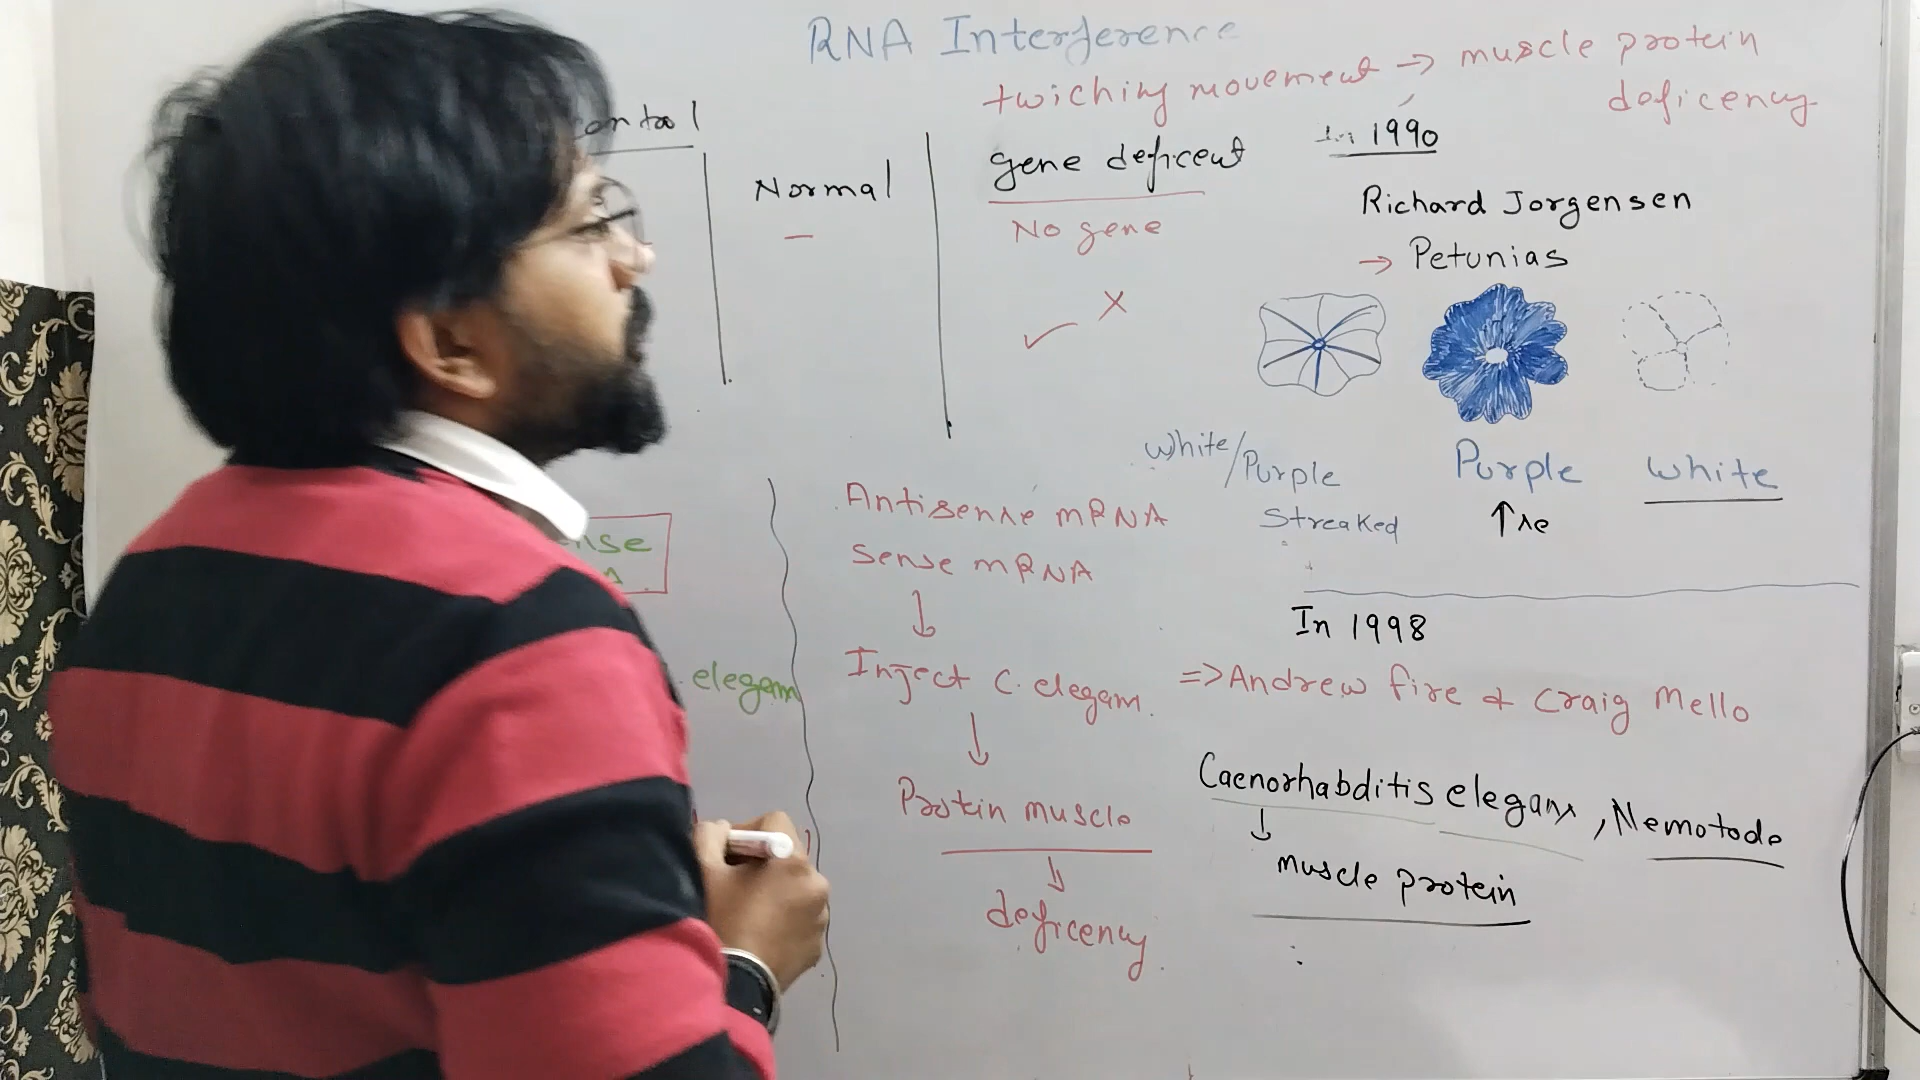 RNA Interference
twiching movement → muscle protein
deficency
control
Normal
–
gene deficent
No gene
✓ X
In 1990
Richard Jorgensen
→ Petunias
White/Purple
Streaked
Purple
white
Antisense mRNA
Sense mRNA
↓
Inject C. elegam.
↓
Protein muscle
↓
deficency
elegam
In 1998
=> Andrew fire & Craig Mello
Caenorhabditis elegans, Nemotode
↓
muscle protein